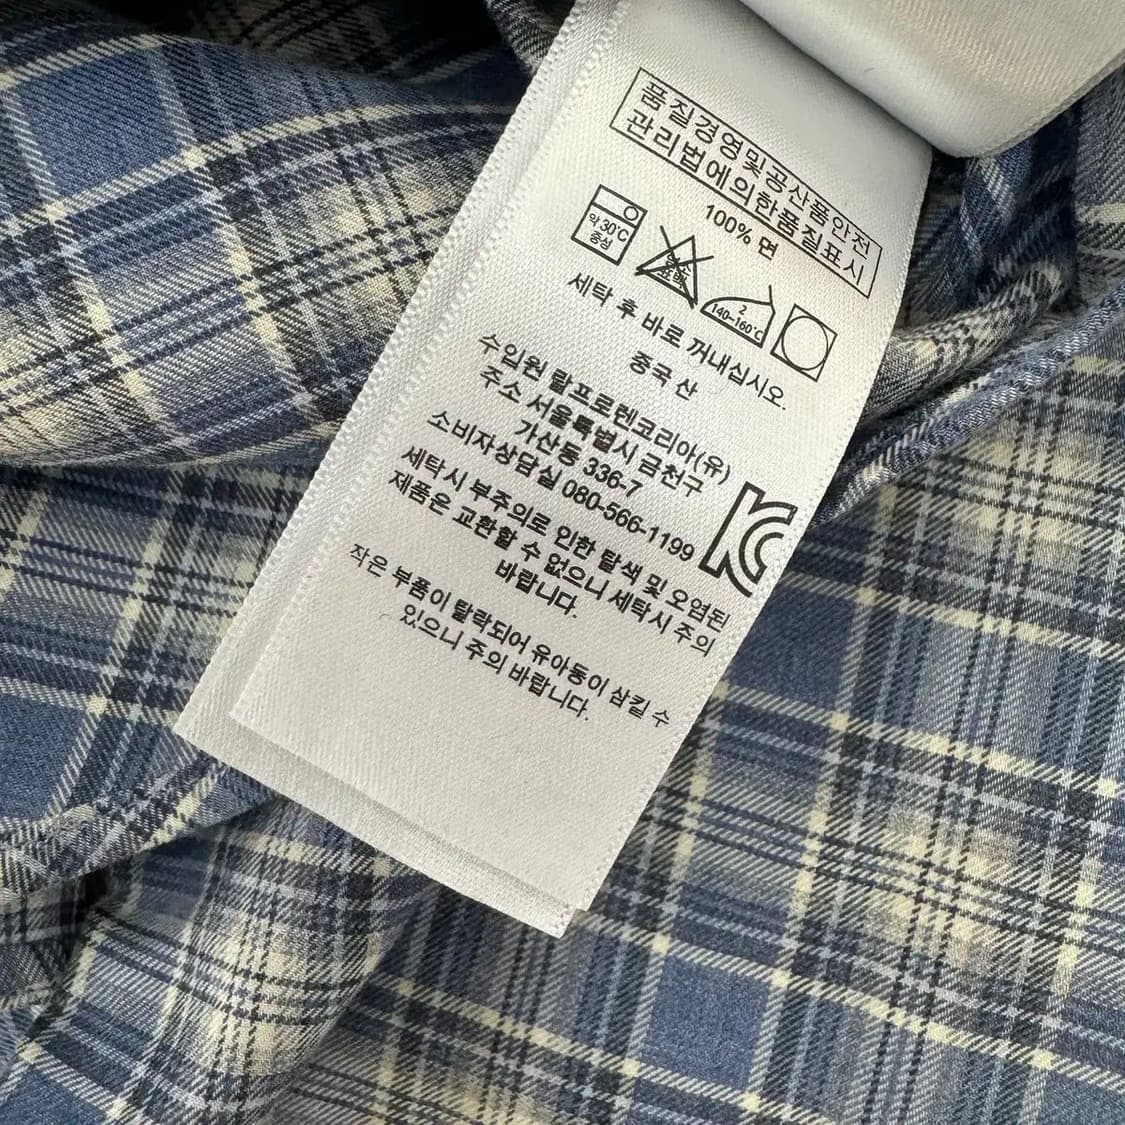 품질경영및공산품안전
관리법에의한품질표시
100% 면
약30℃
중성
염소
표백
2
140-160℃
세탁 후 바로 꺼내십시오.
중국 산
수입원 랄프로렌코리아(유)
주소 서울특별시 금천구
가산동 336-7
소비자상담실 080-566-1199
세탁시 부주의로 인한 탈색 및 오염된
제품은 교환할 수 없으니 세탁시 주의
바랍니다.
작은 부품이 탈락되어 유아동이 삼킬 수
있으니 주의 바랍니다.